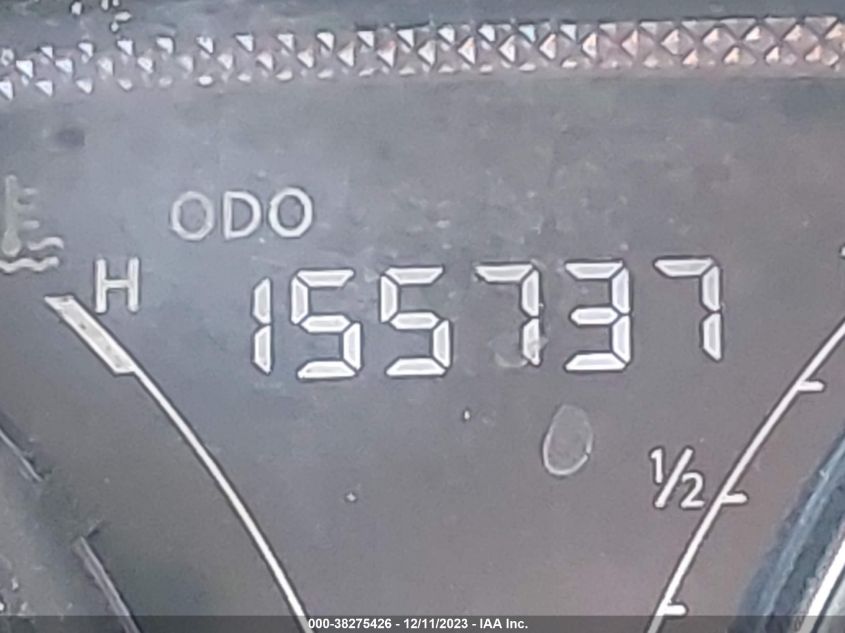 ODO
H
155737
1/2
000-38275426 - 12/11/2023 - IAA Inc.